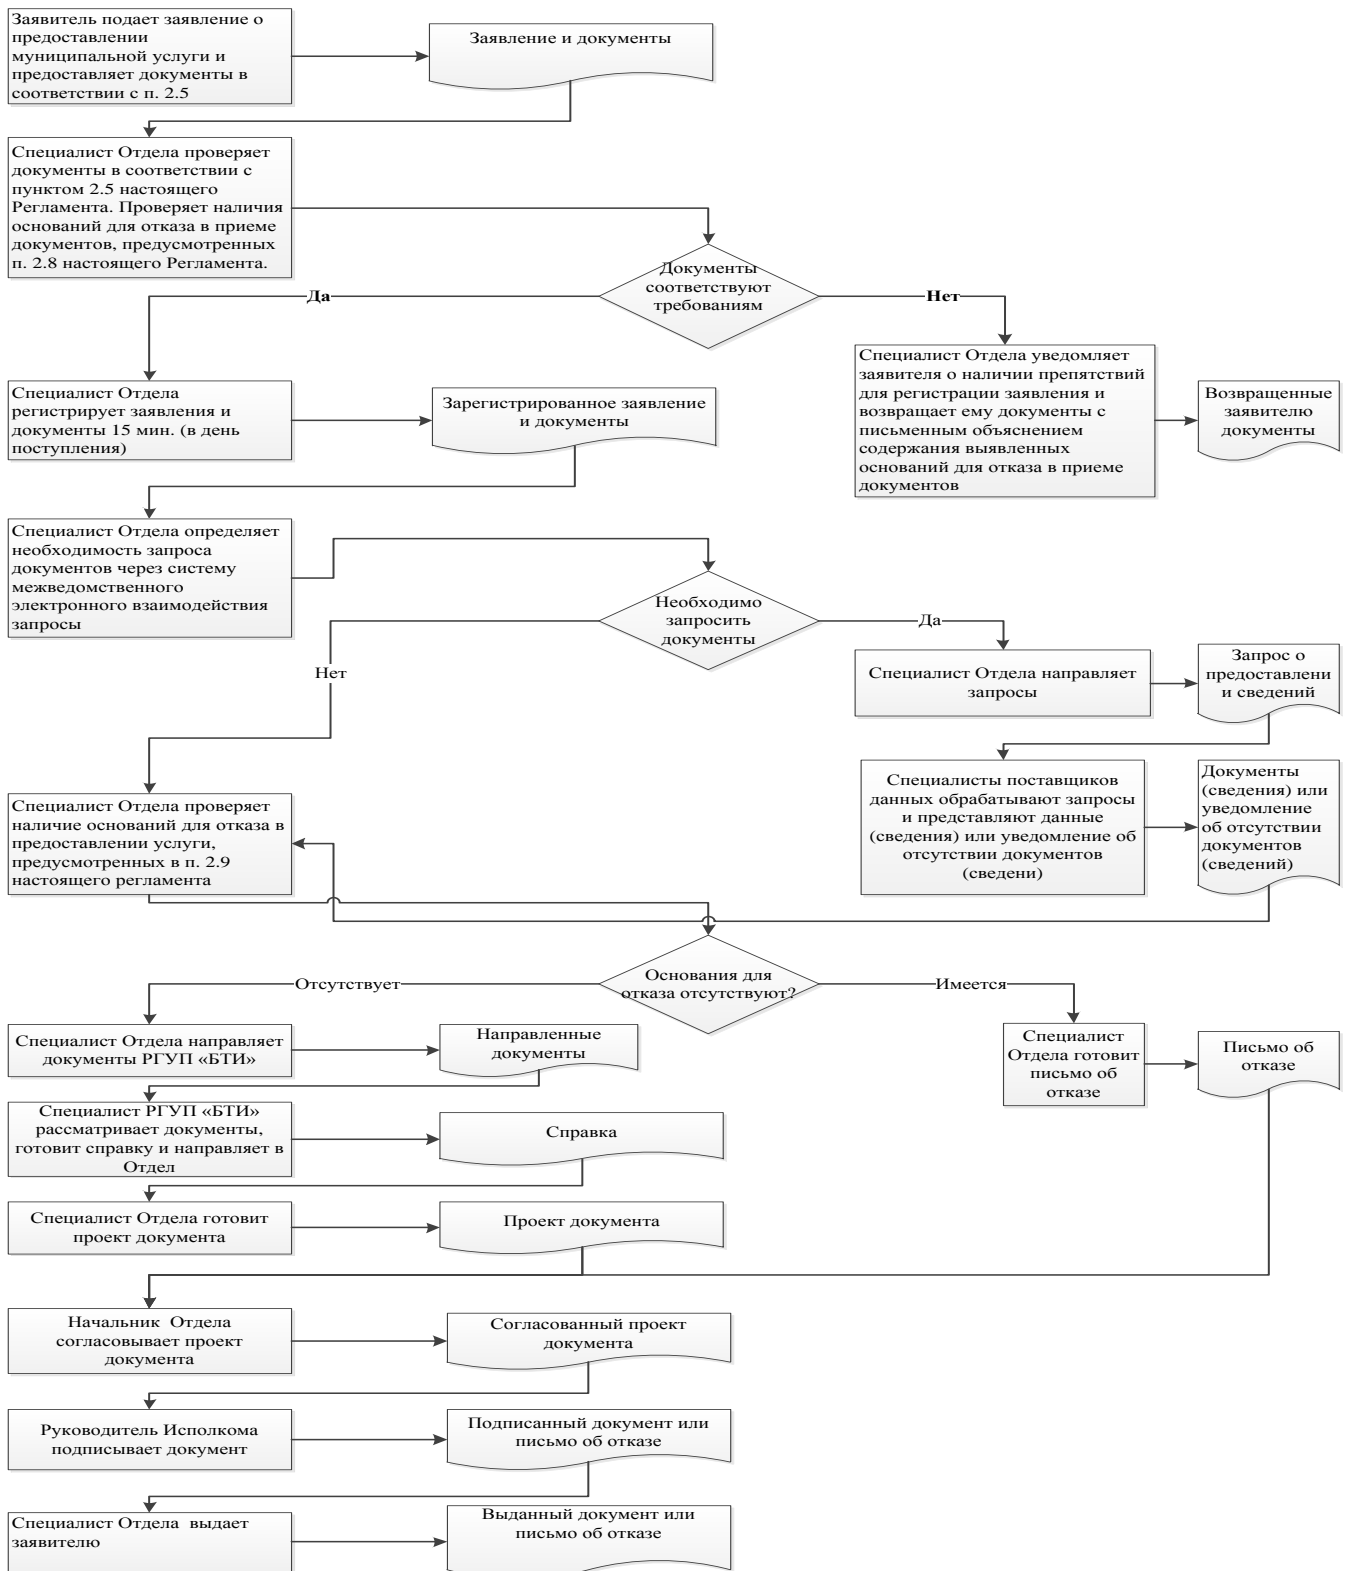 Заявитель подает заявление о
предоставлении
муниципальной услуги и
предоставляет документы в
соответствии с п. 2.5
Заявление и документы
Специалист Отдела проверяет
документы в соответствии с
пунктом 2.5 настоящего
Регламента. Проверяет наличия
оснований для отказа в приеме
документов, предусмотренных
п. 2.8 настоящего Регламента.
Документы
соответствуют
требованиям
Да
Нет
Специалист Отдела
регистрирует заявления и
документы 15 мин. (в день
поступления)
Зарегистрированное заявление
и документы
Специалист Отдела уведомляет
заявителя о наличии препятствий
для регистрации заявления и
возвращает ему документы с
письменным объяснением
содержания выявленных
оснований для отказа в приеме
документов
Возвращенные
заявителю
документы
Специалист Отдела определяет
необходимость запроса
документов через систему
межведомственного
электронного взаимодействия
запросы
Необходимо
запросить
документы
Да
Нет
Специалист Отдела направляет
запросы
Запрос о
предоставлени
и сведений
Специалисты поставщиков
данных обрабатывают запросы
и представляют данные
(сведения) или уведомление об
отсутствии документов
(сведени)
Документы
(сведения) или
уведомление
об отсутствии
документов
(сведений)
Специалист Отдела проверяет
наличие оснований для отказа в
предоставлении услуги,
предусмотренных в п. 2.9
настоящего регламента
Основания для
отказа отсутствуют?
Отсутствует
Имеется
Специалист Отдела направляет
документы РГУП «БТИ»
Направленные
документы
Специалист
Отдела готовит
письмо об
отказе
Письмо об
отказе
Специалист РГУП «БТИ»
рассматривает документы,
готовит справку и направляет в
Отдел
Справка
Специалист Отдела готовит
проект документа
Проект документа
Начальник  Отдела
согласовывает проект
документа
Согласованный проект
документа
Руководитель Исполкома
подписывает документ
Подписанный документ или
письмо об отказе
Специалист Отдела  выдает
заявителю
Выданный документ или
письмо об отказе